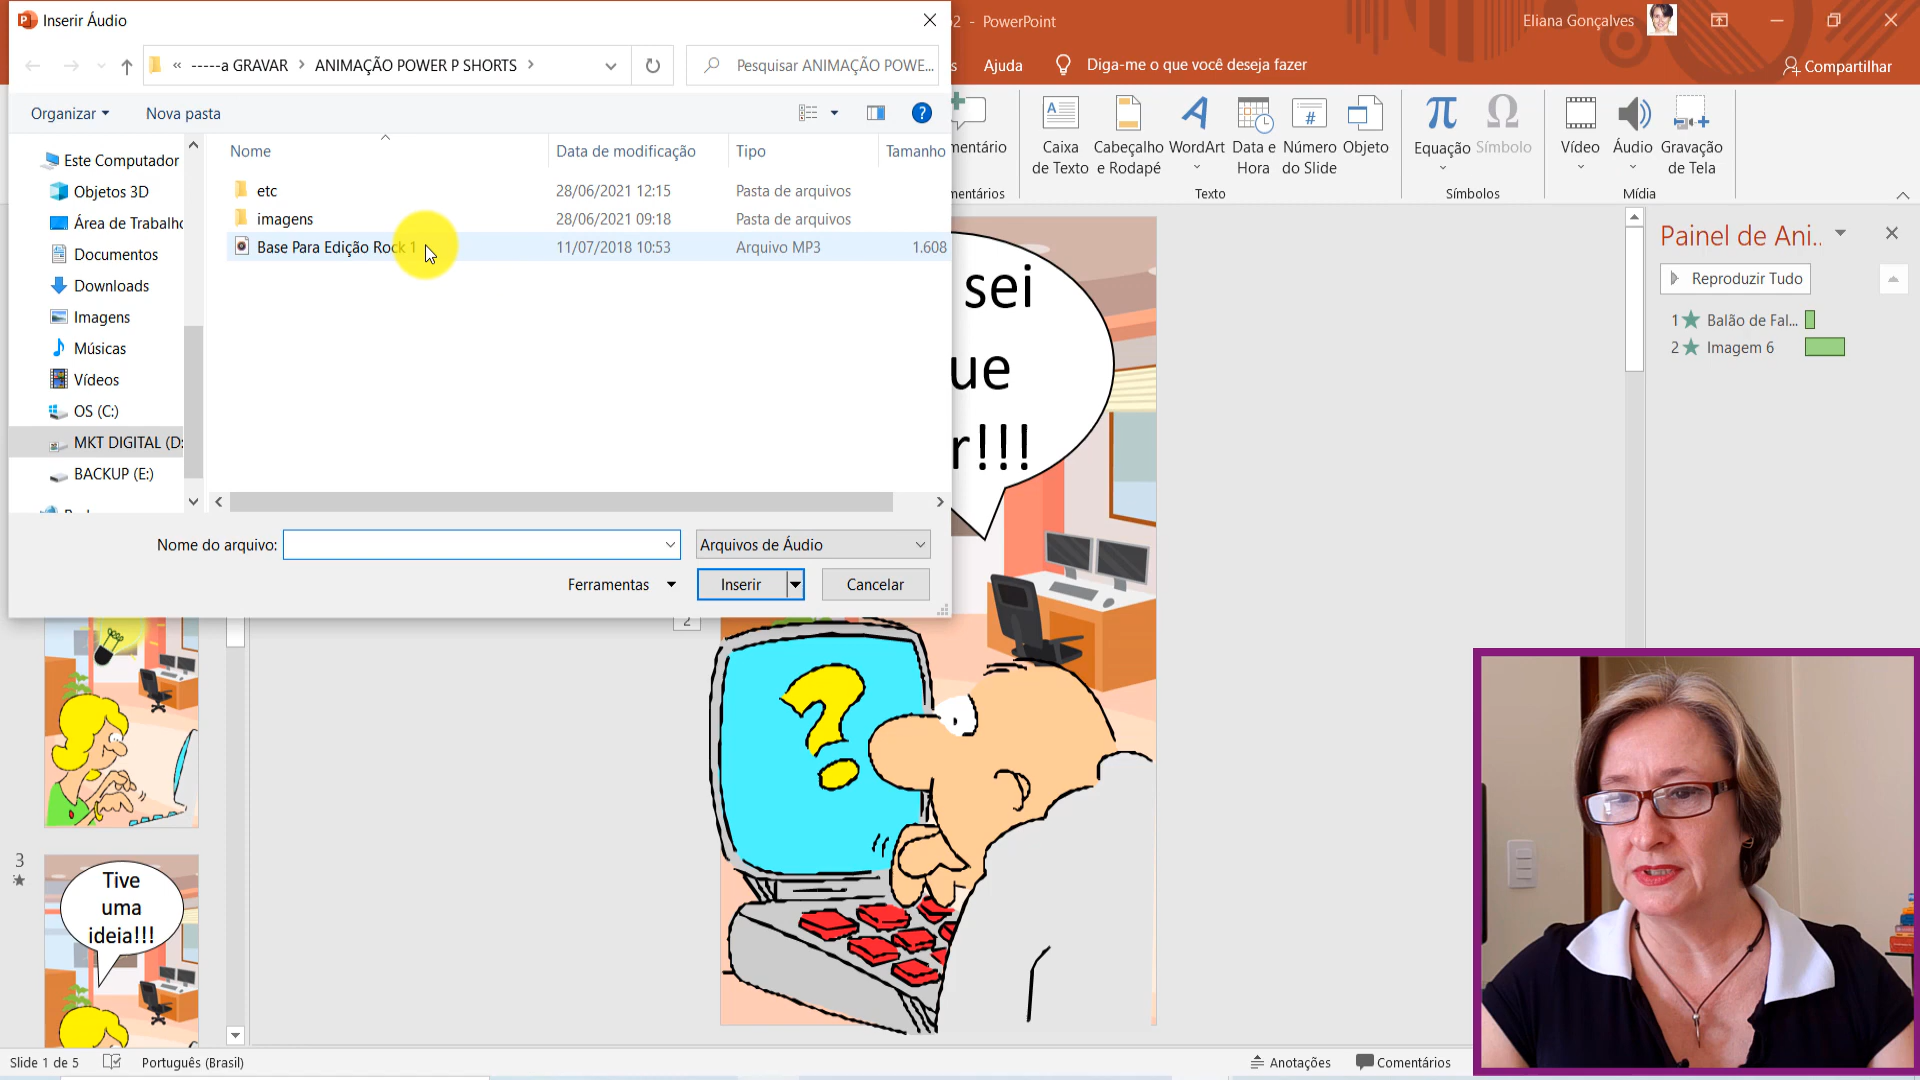 Inserir Áudio
2 - PowerPoint
Eliana Gonçalves
« -----a GRAVAR > ANIMAÇÃO POWER P SHORTS >
Pesquisar ANIMAÇÃO POWE...
s
Ajuda
Diga-me o que você deseja fazer
Compartilhar
Organizar
Nova pasta
mentário
Caixa
de Texto
Cabeçalho
e Rodapé
WordArt
Data e
Hora
Número
do Slide
Objeto
Equação
Símbolo
Vídeo
Áudio
Gravação
de Tela
mentários
Texto
Símbolos
Mídia
Nome
Data de modificação
Tipo
Tamanho
etc
28/06/2021 12:15
Pasta de arquivos
imagens
28/06/2021 09:18
Pasta de arquivos
Base Para Edição Rock 1
11/07/2018 10:53
Arquivo MP3
1.608
Este Computador
Objetos 3D
Área de Trabalho
Documentos
Downloads
Imagens
Músicas
Vídeos
OS (C:)
MKT DIGITAL (D:
BACKUP (E:)
Nome do arquivo:
Arquivos de Áudio
Ferramentas
Inserir
Cancelar
sei
ue
r!!!
2
Painel de Ani...
Reproduzir Tudo
1 Balão de Fal...
2 Imagem 6
?
3
Tive
uma
ideia!!!
Slide 1 de 5
Português (Brasil)
Anotações
Comentários